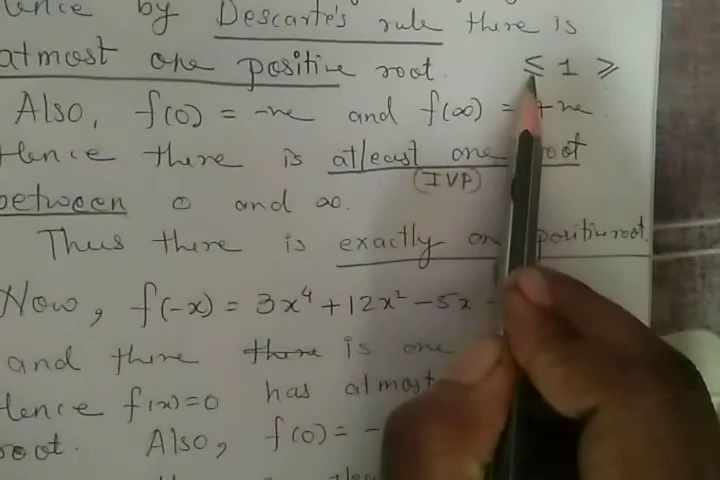 Hence by Descarte's rule there is
atmost one positive root. ≤ 1 ≥
Also, f(0) = -ve and f(∞) = +ve
Hence there is atleast one root
(IVP)
between 0 and ∞.
Thus there is exactly positive root.
Now, f(-x) = 3x⁴ + 12x² - 5x -
and there there is one
Hence f(x)=0 has atmost
root. Also, f(0) = -